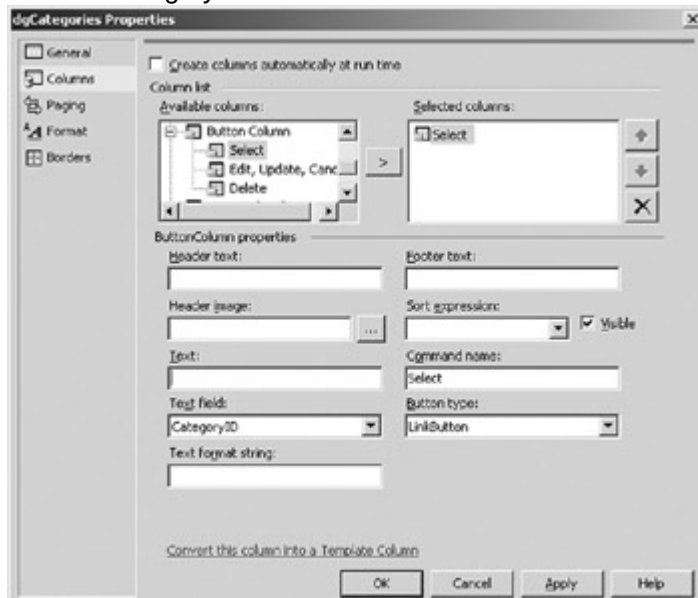 dgCategories Properties
General
Columns
Paging
Format
Borders
Create columns automatically at run time
Column list
Available columns:
Selected columns:
Button Column
Select
Edit, Update, Canc
Delete
Select
>
ButtonColumn properties
Header text:
Footer text:
Header image:
Sort expression:
...
Visible
Text:
Command name:
Select
Text field:
Button type:
CategoryID
LinkButton
Text format string:
Convert this column into a Template Column
OK
Cancel
Apply
Help